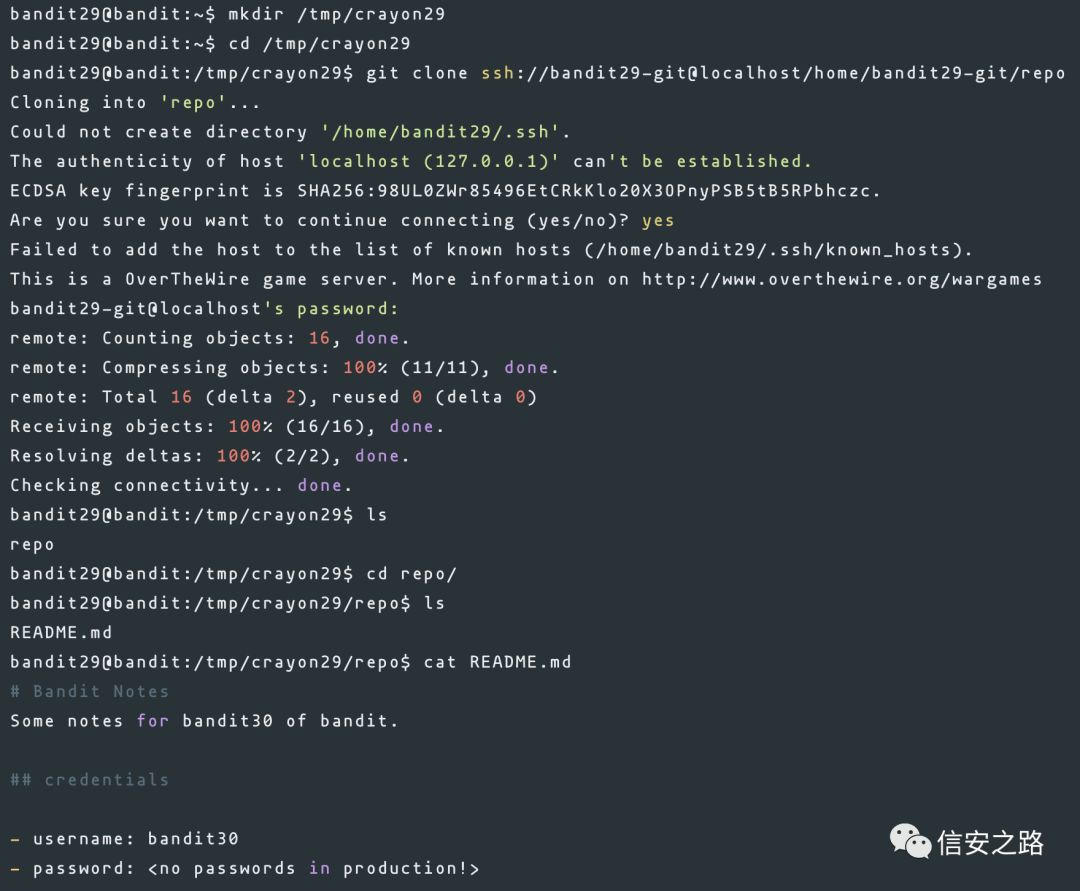 bandit29@bandit:~$ mkdir /tmp/crayon29
bandit29@bandit:~$ cd /tmp/crayon29
bandit29@bandit:/tmp/crayon29$ git clone ssh://bandit29-git@localhost/home/bandit29-git/repo
Cloning into 'repo'...
Could not create directory '/home/bandit29/.ssh'.
The authenticity of host 'localhost (127.0.0.1)' can't be established.
ECDSA key fingerprint is SHA256:98UL0ZWr85496EtCRkKlo20X3OPnyPSB5tB5RPbhczc.
Are you sure you want to continue connecting (yes/no)? yes
Failed to add the host to the list of known hosts (/home/bandit29/.ssh/known_hosts).
This is a OverTheWire game server. More information on http://www.overthewire.org/wargames
bandit29-git@localhost's password:
remote: Counting objects: 16, done.
remote: Compressing objects: 100% (11/11), done.
remote: Total 16 (delta 2), reused 0 (delta 0)
Receiving objects: 100% (16/16), done.
Resolving deltas: 100% (2/2), done.
Checking connectivity... done.
bandit29@bandit:/tmp/crayon29$ ls
repo
bandit29@bandit:/tmp/crayon29$ cd repo/
bandit29@bandit:/tmp/crayon29/repo$ ls
README.md
bandit29@bandit:/tmp/crayon29/repo$ cat README.md
# Bandit Notes
Some notes for bandit30 of bandit.
## credentials
- username: bandit30
- password: <no passwords in production!>
信安之路